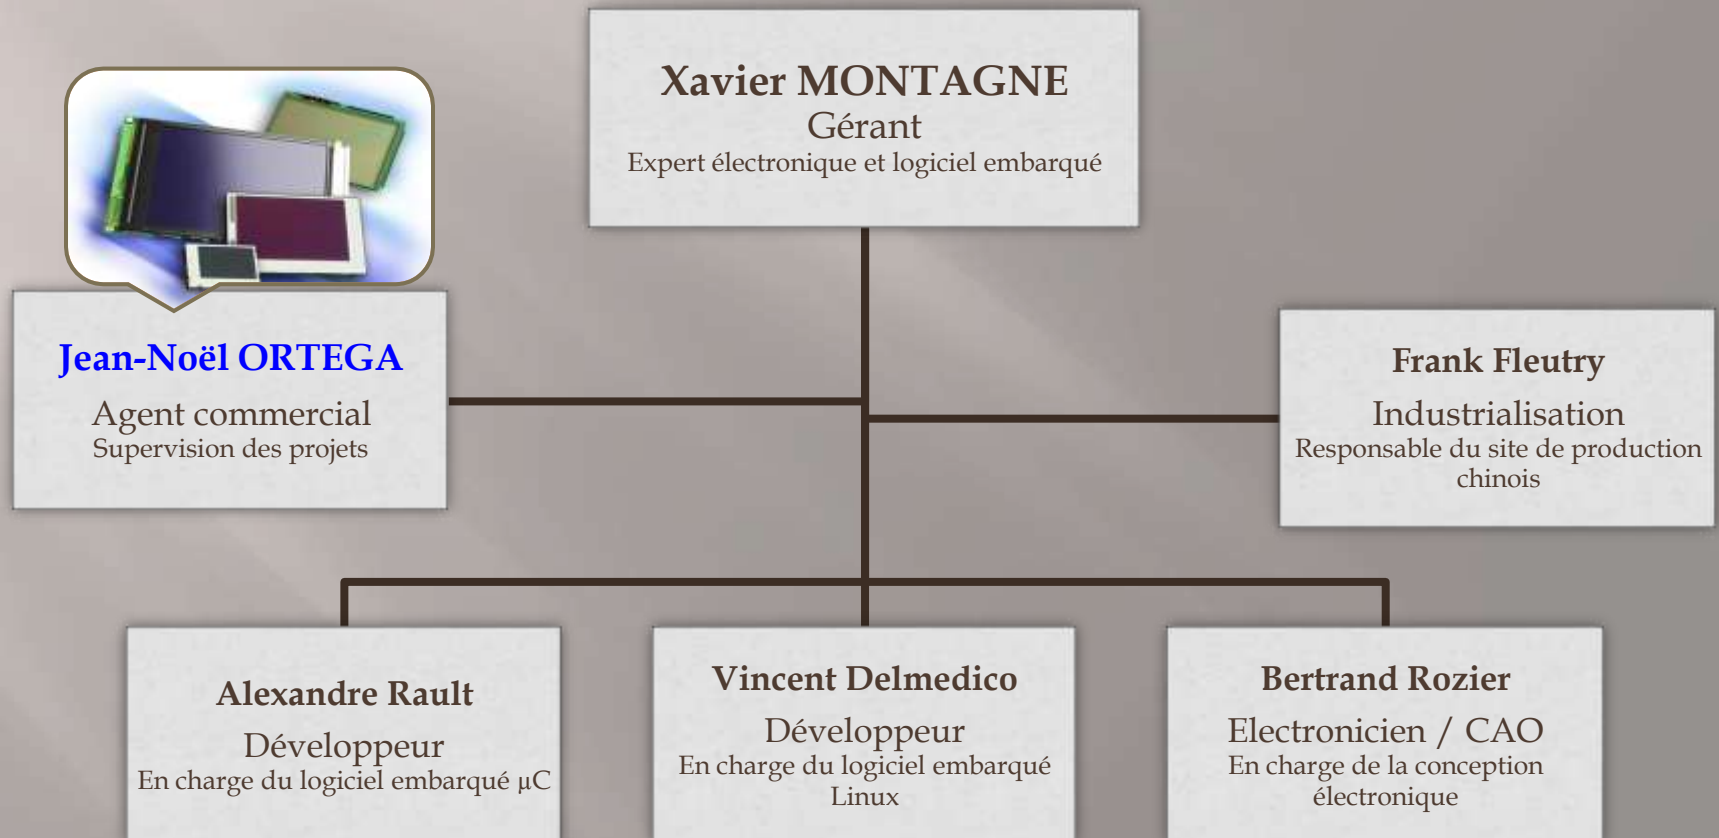 Xavier MONTAGNE
Gérant
Expert électronique et logiciel embarqué
Jean-Noël ORTEGA
Agent commercial
Supervision des projets
Frank Fleutry
Industrialisation
Responsable du site de production
chinois
Alexandre Rault
Développeur
En charge du logiciel embarqué µC
Vincent Delmedico
Développeur
En charge du logiciel embarqué
Linux
Bertrand Rozier
Electronicien / CAO
En charge de la conception
électronique